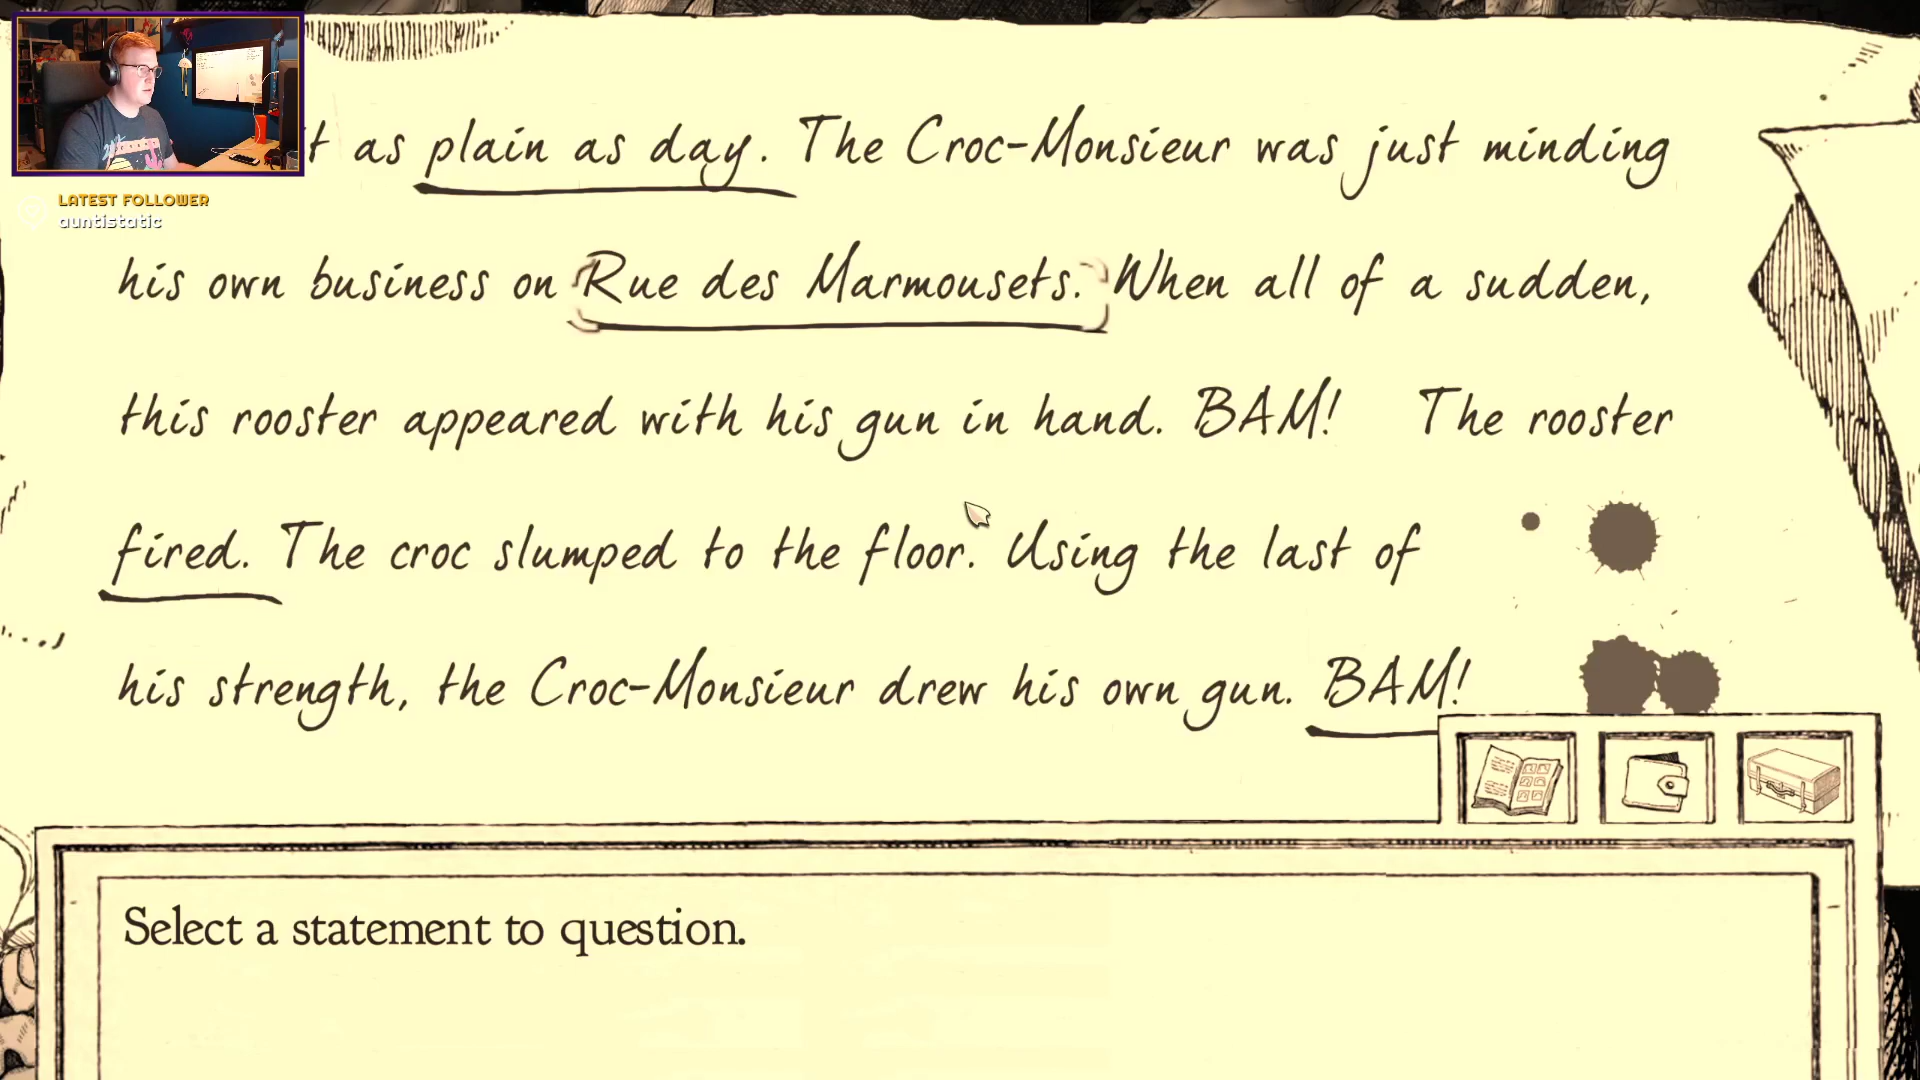 LATEST FOLLOWER
auntistatic
as plain as day. The Croc-Monsieur was just minding
his own business on Rue des Marmousets. When all of a sudden,
this rooster appeared with his gun in hand. BAM! The rooster
fired. The croc slumped to the floor. Using the last of
his strength, the Croc-Monsieur drew his own gun. BAM!
Select a statement to question.